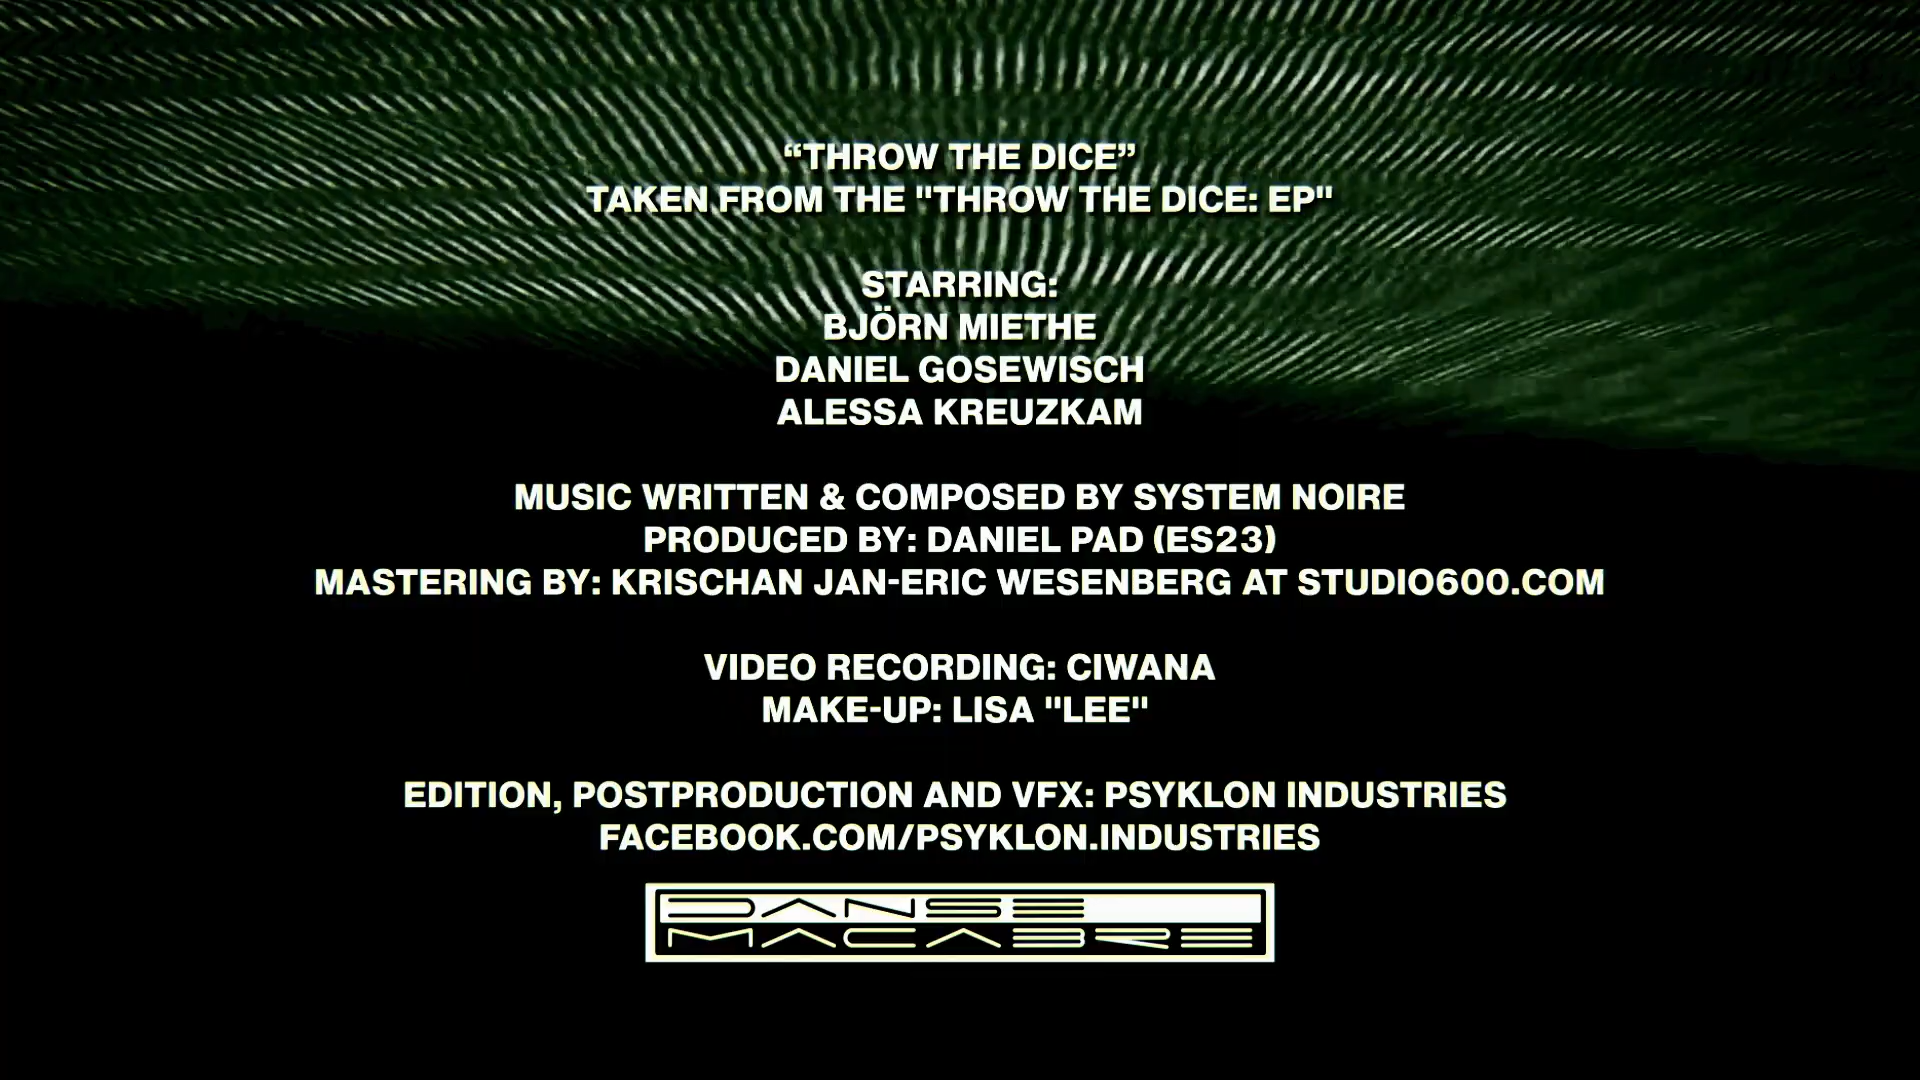 “THROW THE DICE”
TAKEN FROM THE "THROW THE DICE: EP"
STARRING:
BJÖRN MIETHE
DANIEL GOSEWISCH
ALESSA KREUZKAM
MUSIC WRITTEN & COMPOSED BY SYSTEM NOIRE
PRODUCED BY: DANIEL PAD (ES23)
MASTERING BY: KRISCHAN JAN-ERIC WESENBERG AT STUDIO600.COM
VIDEO RECORDING: CIWANA
MAKE-UP: LISA "LEE"
EDITION, POSTPRODUCTION AND VFX: PSYKLON INDUSTRIES
FACEBOOK.COM/PSYKLON.INDUSTRIES
DANSE
MACABRE